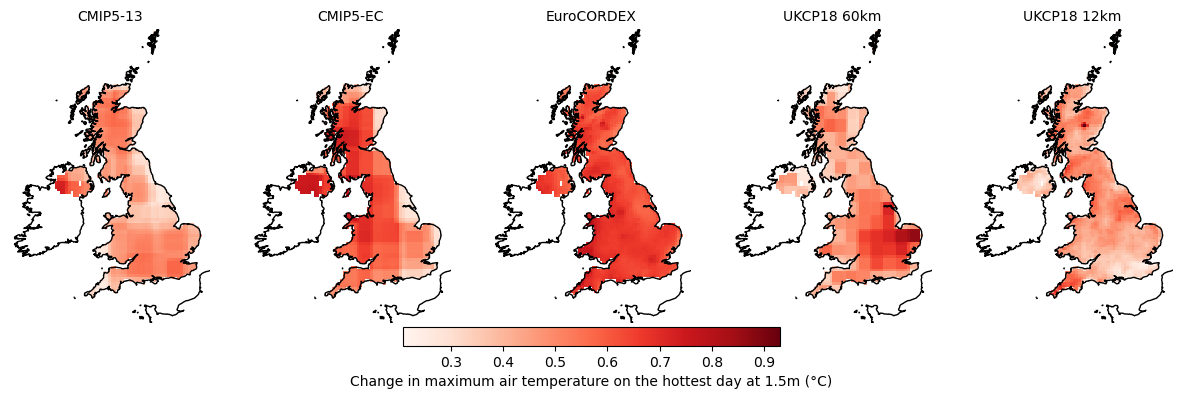 CMIP5-13
CMIP5-EC
EuroCORDEX
UKCP18 60km
UKCP18 12km
0.3 0.4 0.5 0.6 0.7 0.8 0.9
Change in maximum air temperature on the hottest day at 1.5m (°C)